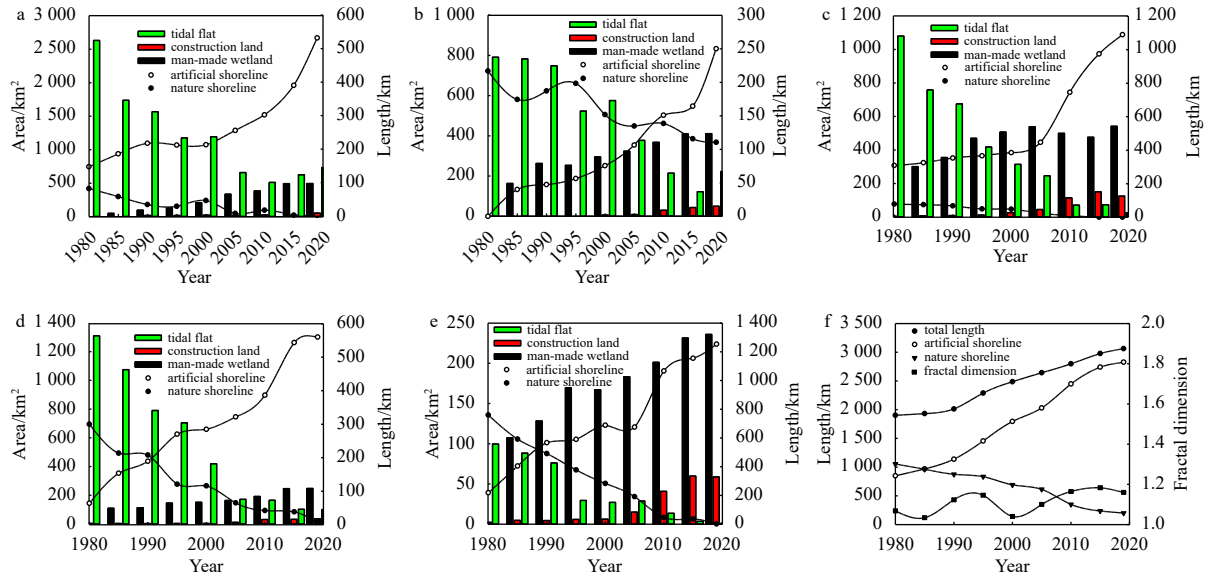 a
3 000
2 500
2 000
1 500
1 000
500
0
Area/km²
tidal flat
construction land
man-made wetland
artificial shoreline
nature shoreline
600
500
400
300
200
100
0
Length/km
1980
1985
1990
1995
2000
2005
2010
2015
2020
Year
b
1 000
800
600
400
200
0
Area/km²
tidal flat
construction land
man-made wetland
artificial shoreline
nature shoreline
300
250
200
150
100
50
0
Length/km
1980
1985
1990
1995
2000
2005
2010
2015
2020
Year
c
1 200
1 000
800
600
400
200
0
Area/km²
tidal flat
construction land
man-made wetland
artificial shoreline
nature shoreline
1 200
1 000
800
600
400
200
0
Length/km
1980
1990
2000
2010
2020
Year
d
1 400
1 200
1 000
800
600
400
200
0
Area/km²
tidal flat
construction land
man-made wetland
artificial shoreline
nature shoreline
600
500
400
300
200
100
0
Length/km
1980
1990
2000
2010
2020
Year
e
250
200
150
100
50
0
Area/km²
tidal flat
construction land
man-made wetland
artificial shoreline
nature shoreline
1 400
1 200
1 000
800
600
400
200
0
Length/km
1980
1990
2000
2010
2020
Year
f
3 500
3 000
2 500
2 000
1 500
1 000
500
0
Length/km
total length
artificial shoreline
nature shoreline
fractal dimension
2.0
1.8
1.6
1.4
1.2
1.0
Fractal dimension
1980
1990
2000
2010
2020
Year